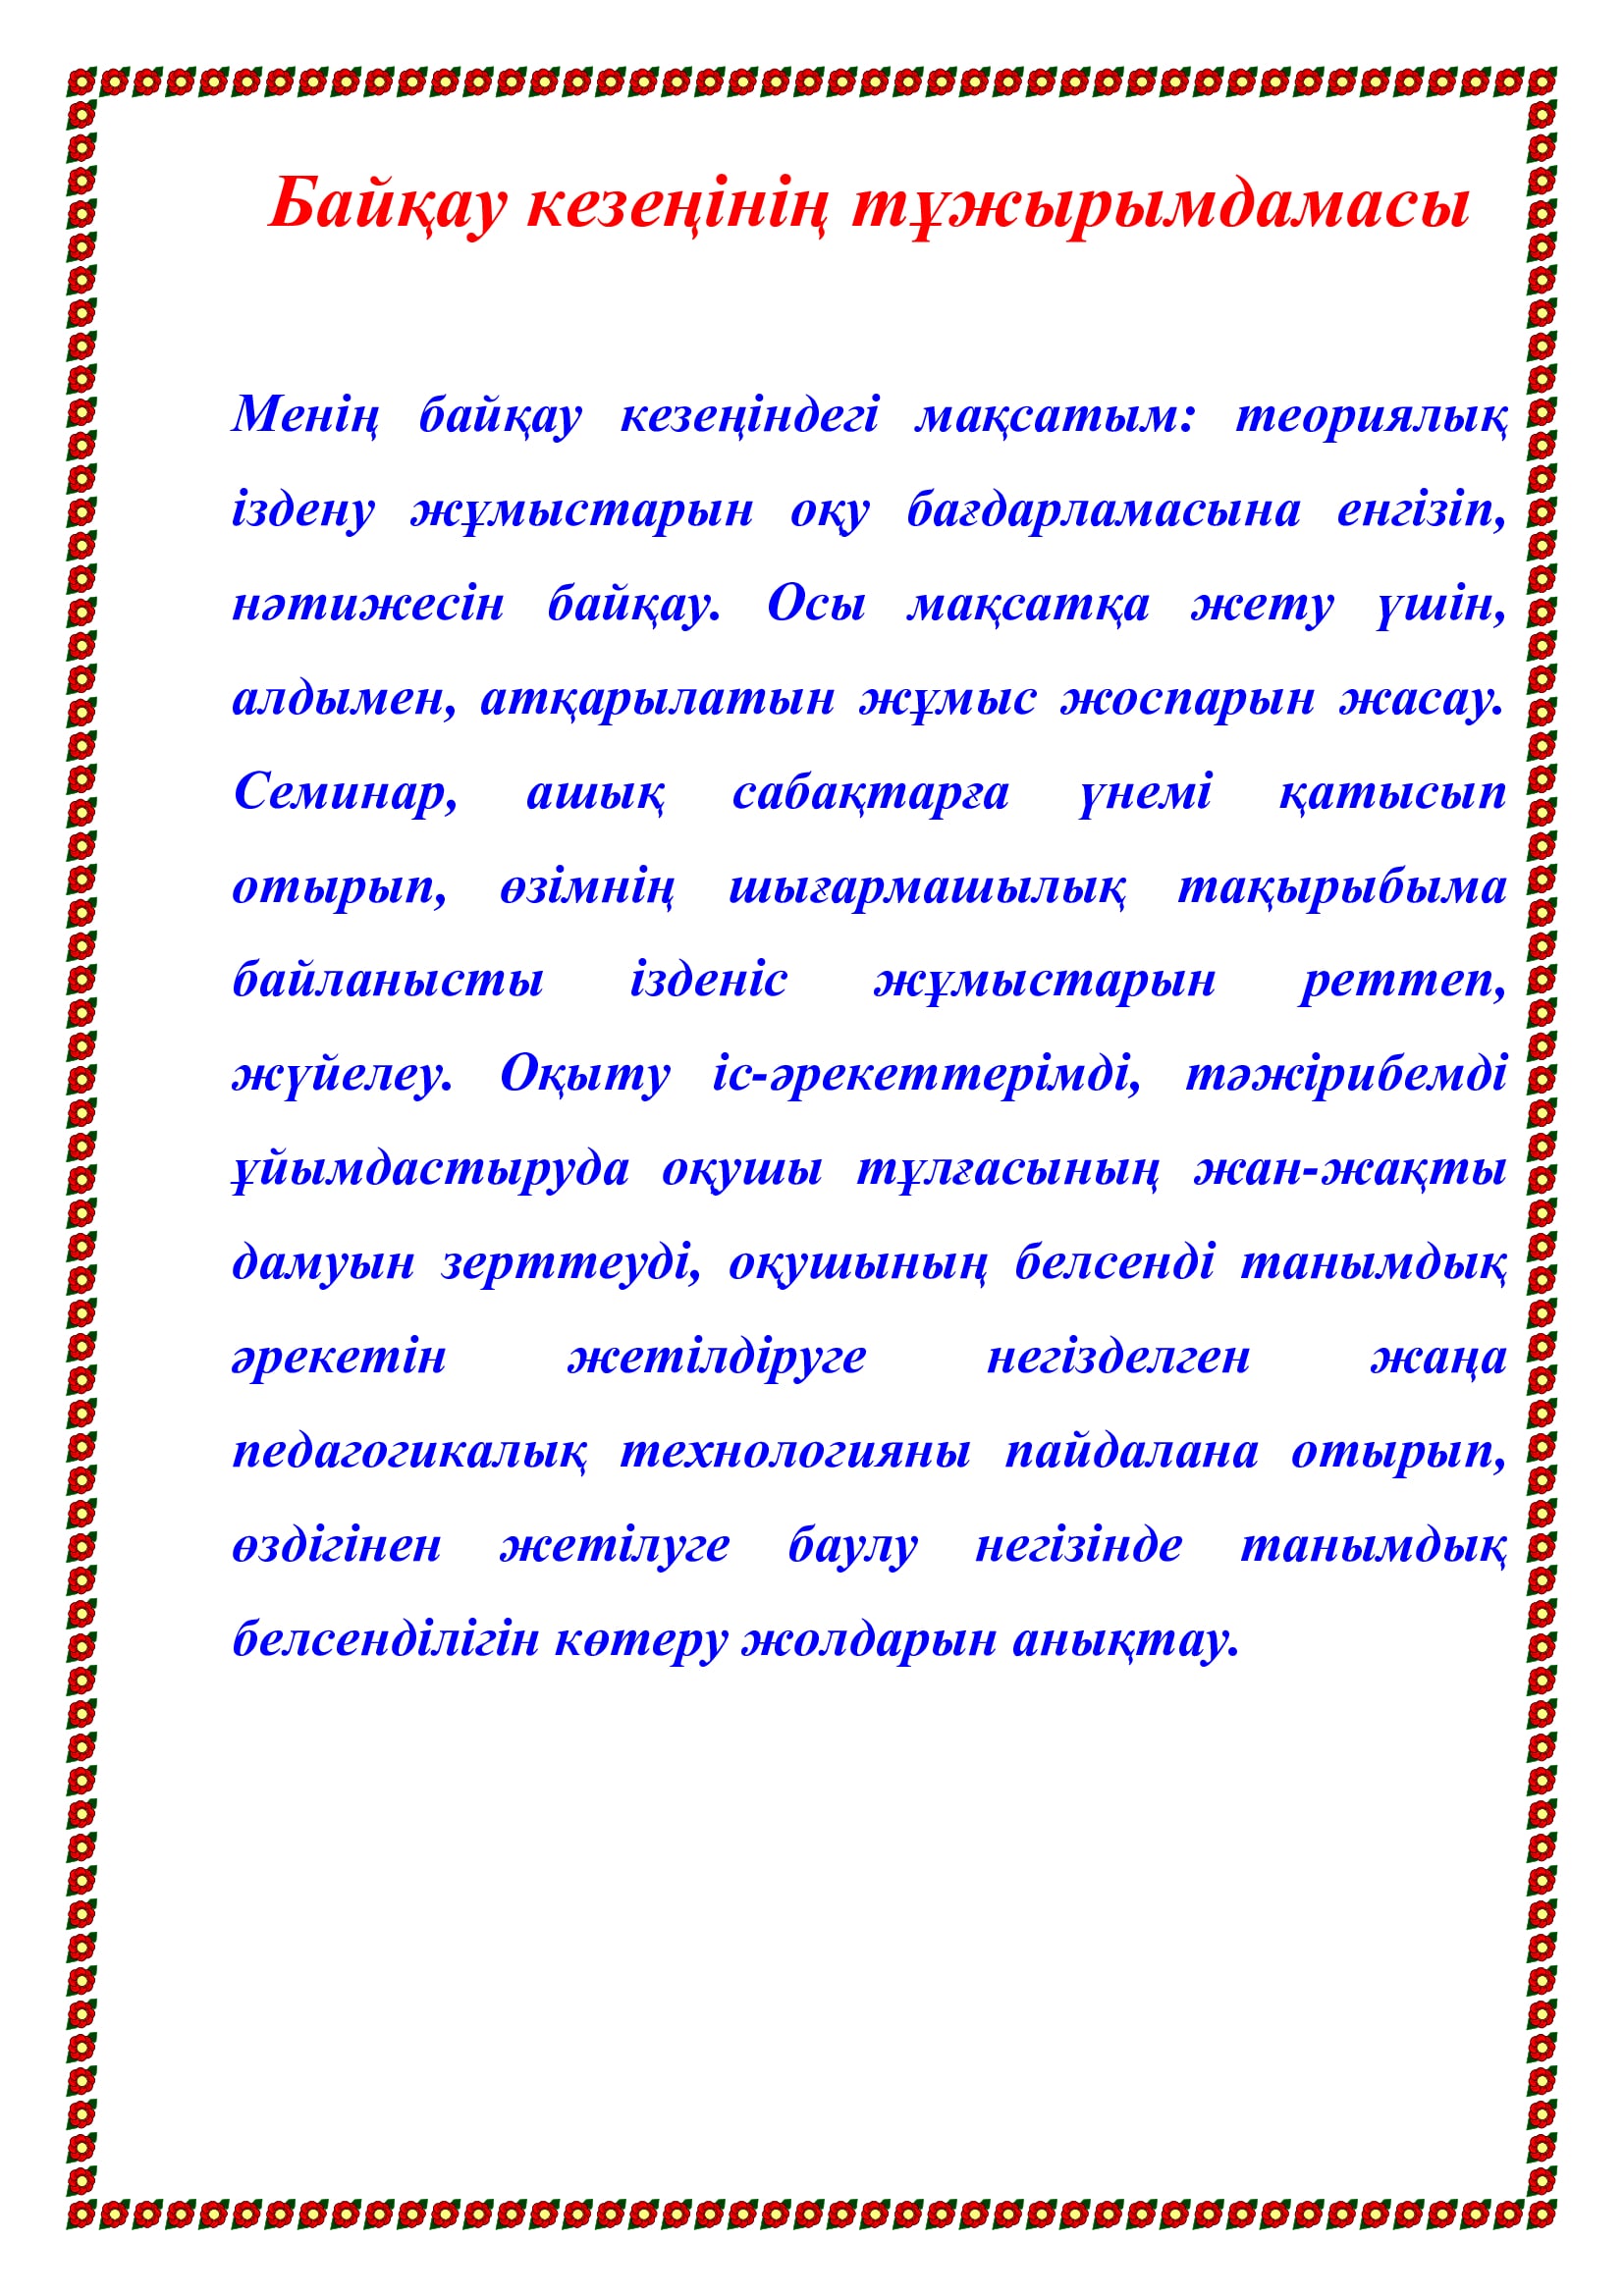 Байқау кезеңінің тұжырымдамасы
Менің байқау кезеңіндегі мақсатым: теориялық
іздену жұмыстарын оқу бағдарламасына енгізіп,
нәтижесін байқау. Осы мақсатқа жету үшін,
алдымен, атқарылатын жұмыс жоспарын жасау.
Семинар, ашық сабақтарға үнемі қатысып
отырып, өзімнің шығармашылық тақырыбыма
байланысты ізденіс жұмыстарын реттеп,
жүйелеу. Оқыту іс-әрекеттерімді, тәжірибемді
ұйымдастыруда оқушы тұлғасының жан-жақты
дамуын зерттеуді, оқушының белсенді танымдық
әрекетін жетілдіруге негізделген жаңа
педагогикалық технологияны пайдалана отырып,
өздігінен жетілуге баулу негізінде танымдық
белсенділігін көтеру жолдарын анықтау.